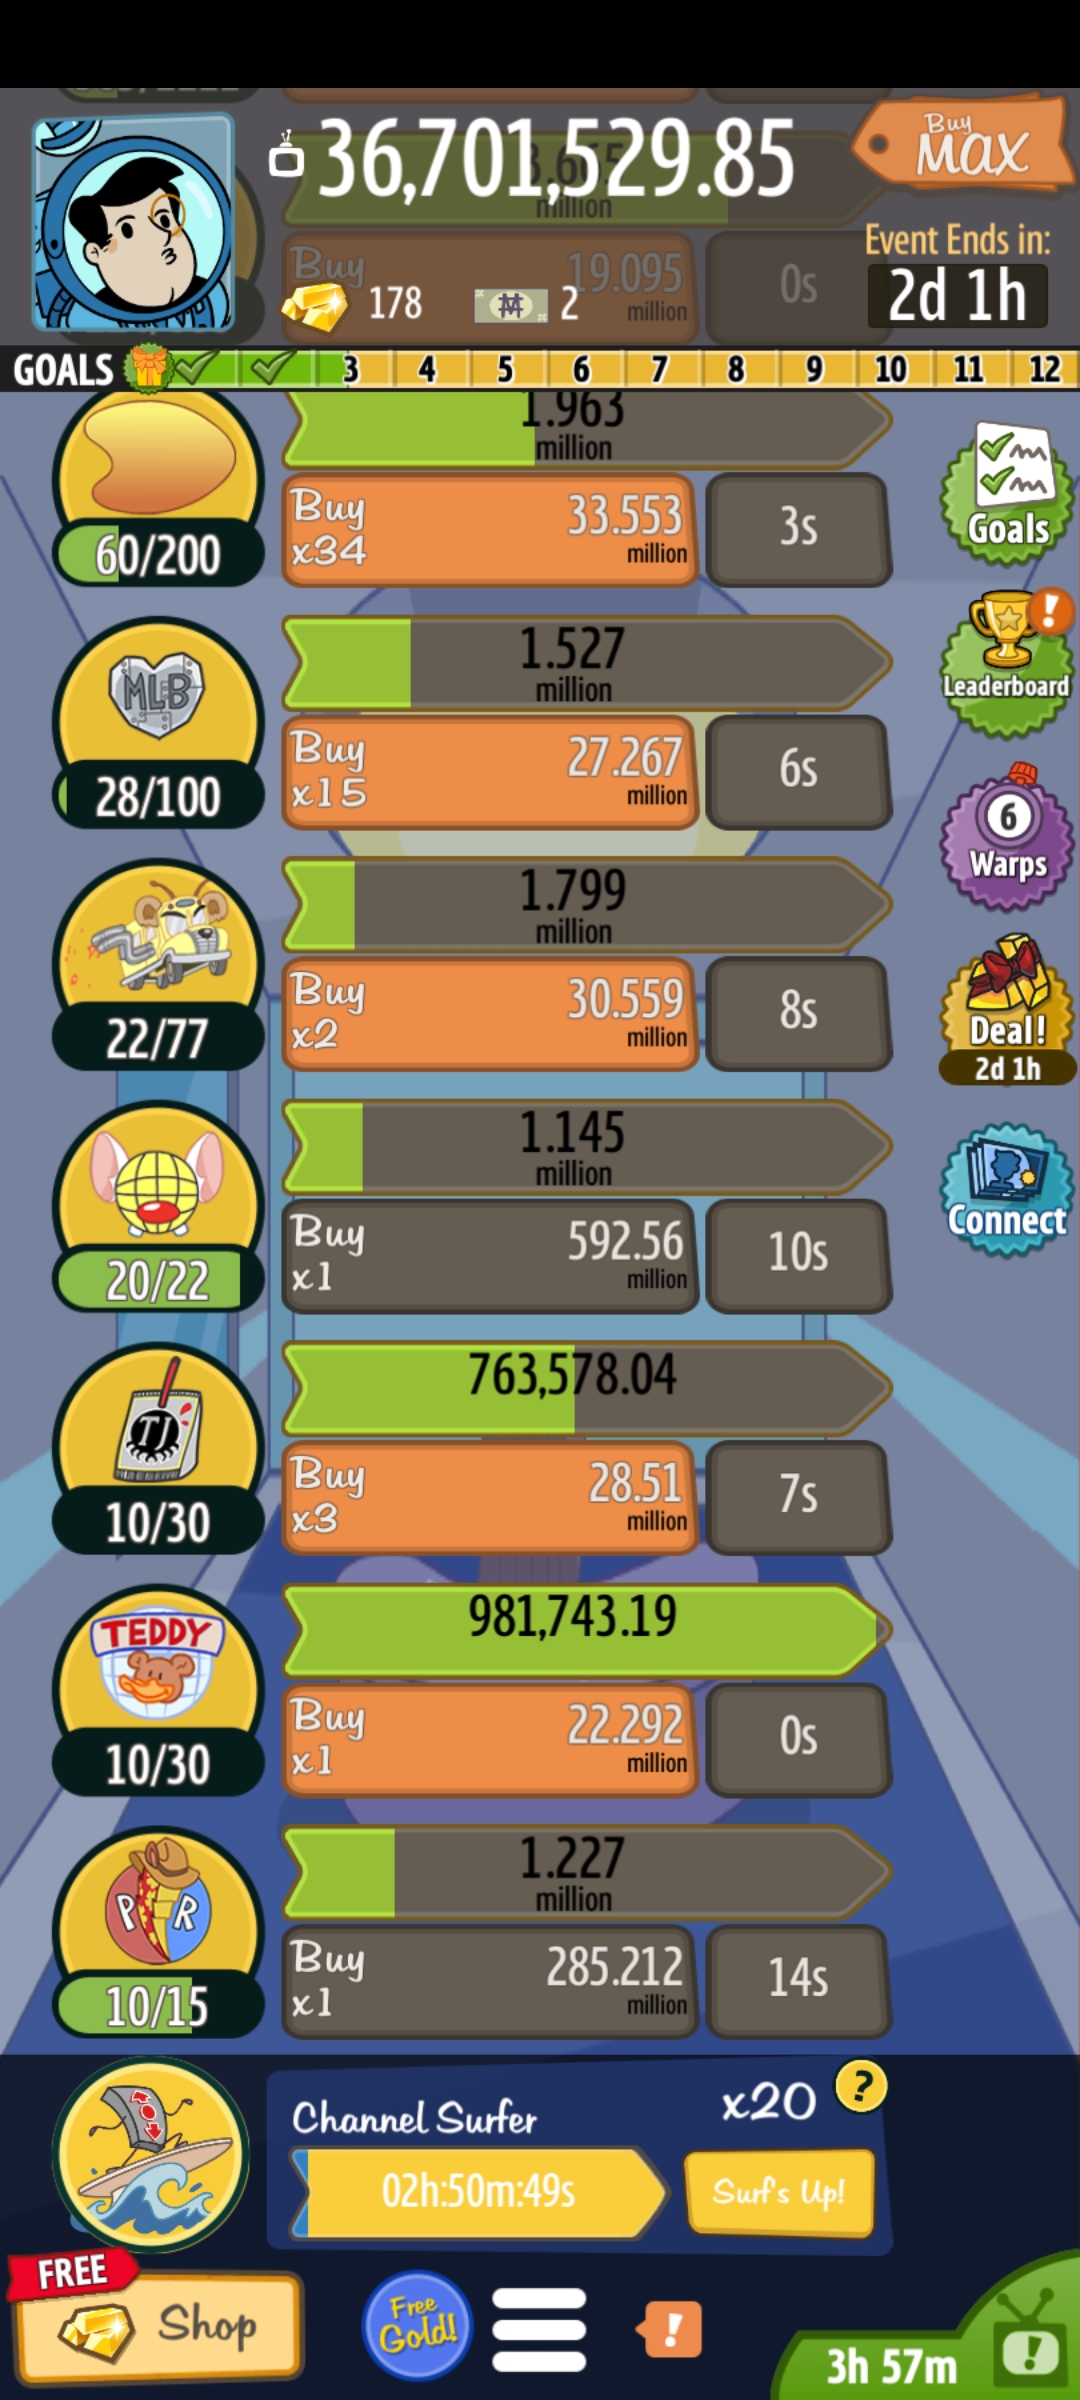 36,701,529.85
Buy
MAX
million
Event Ends in:
2d 1h
Buy
19.095
million
0s
178
2
GOALS 3 4 5 6 7 8 9 10 11 12
1.963
million
60/200
Buy
x34
33.553
million
3s
Goals
1.527
million
MLB
28/100
Buy
x15
27.267
million
6s
Leaderboard
1.799
million
22/77
Buy
x2
30.559
million
8s
6
Warps
1.145
million
20/22
Buy
x1
592.56
million
10s
Deal!
2d 1h
Connect
763,578.04
TJ
10/30
Buy
x3
28.51
million
7s
981,743.19
TEDDY
10/30
Buy
x1
22.292
million
0s
1.227
million
P R
10/15
Buy
x1
285.212
million
14s
Channel Surfer
x20
?
02h:50m:49s
Surf's Up!
FREE
Shop
Free
Gold!
!
3h 57m
!